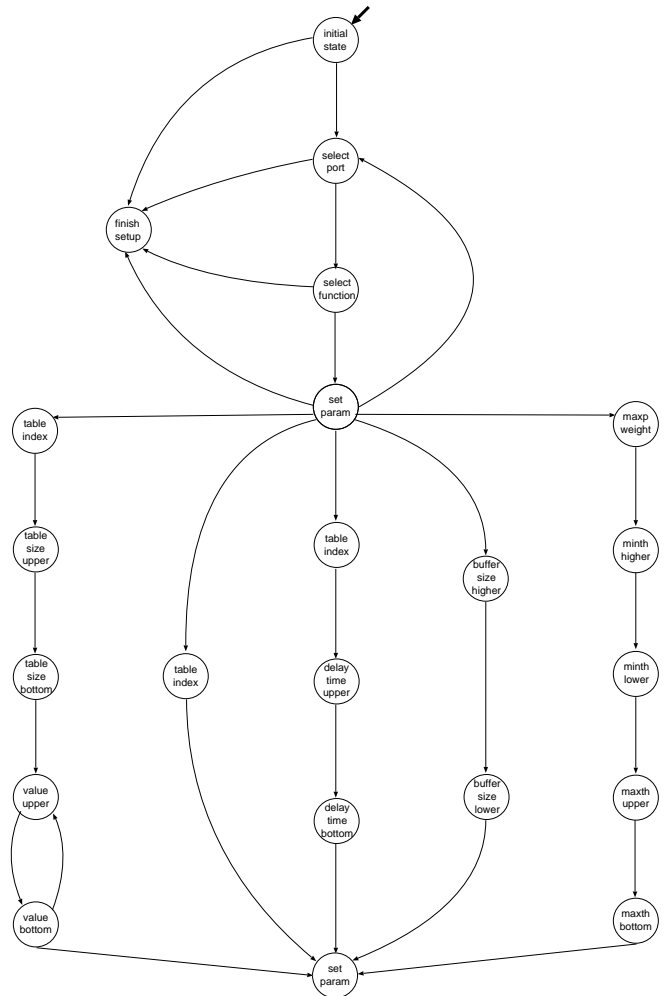 initial
state
select
port
finish
setup
select
function
set
param
table
index
maxp
weight
table
size
upper
table
index
minth
higher
buffer
size
higher
table
size
bottom
table
index
delay
time
upper
minth
lower
value
upper
buffer
size
lower
maxth
upper
delay
time
bottom
value
bottom
maxth
bottom
set
param